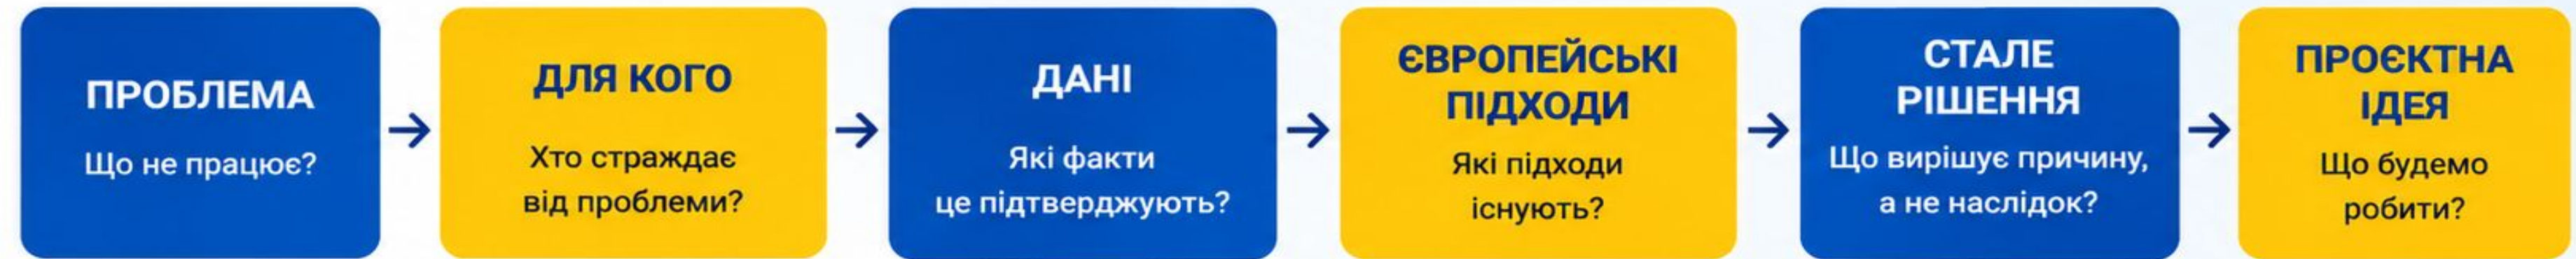 ПРОБЛЕМА
Що не працює?
ДЛЯ КОГО
Хто страждає
від проблеми?
ДАНІ
Які факти
це підтверджують?
ЄВРОПЕЙСЬКІ
ПІДХОДИ
Які підходи
існують?
СТАЛЕ
РІШЕННЯ
Що вирішує причину,
а не наслідок?
ПРОЄКТНА
ІДЕЯ
Що будемо
робити?